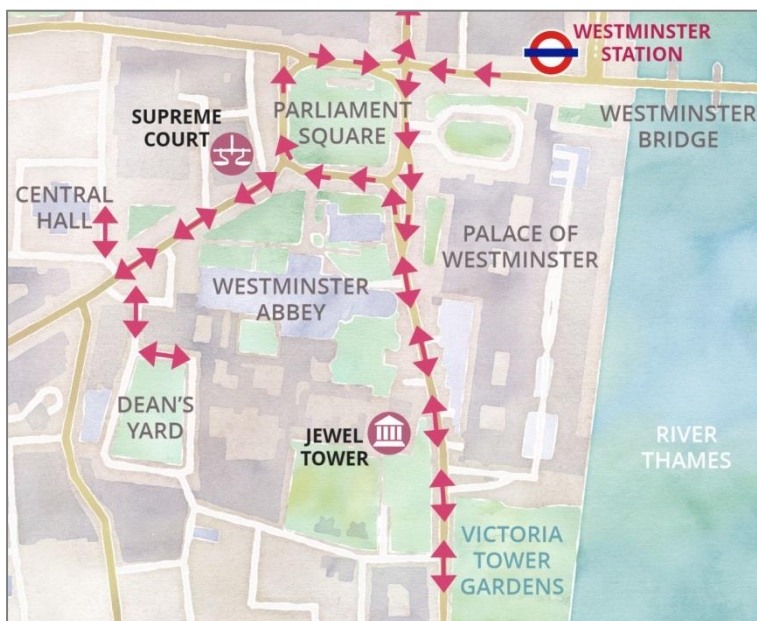 WESTMINSTER
STATION
PARLIAMENT
SQUARE
WESTMINSTER
BRIDGE
SUPREME
COURT
CENTRAL
HALL
PALACE OF
WESTMINSTER
WESTMINSTER
ABBEY
DEAN'S
YARD
JEWEL
TOWER
RIVER
THAMES
VICTORIA
TOWER
GARDENS